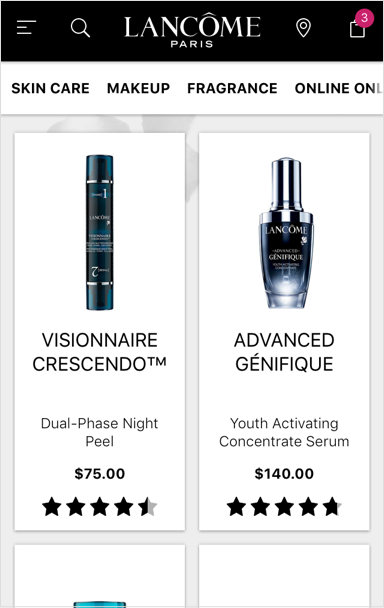 LANCÔME
PARIS
3
SKIN CARE MAKEUP FRAGRANCE ONLINE
VISIONNAIRE
CRESCENDO™
Dual-Phase Night
Peel
$75.00
ADVANCED
GÉNIFIQUE
Youth Activating
Concentrate Serum
$140.00
LANCÔME
VISIONNAIRE
LANCÔME
ADVANCED
GÉNIFIQUE